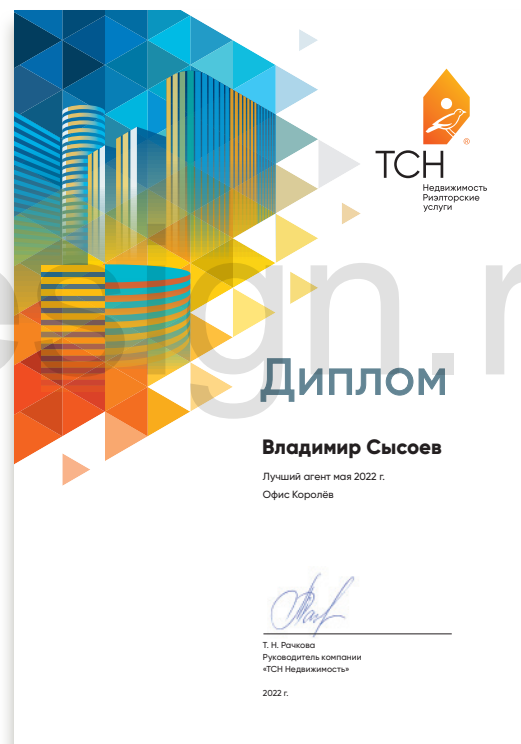 ТСН
®
Недвижимость
Риэлторские
услуги
esign.r
Диплом
Владимир Сысоев
Лучший агент мая 2022 г.
Офис Королёв
Т. Н. Рачкова
Руководитель компании
«ТСН Недвижимость»
2022 г.